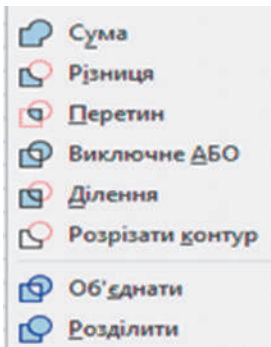 Сума
Різниця
Перетин
Виключне АБО
Ділення
Розрізати контур
Об'єднати
Розділити